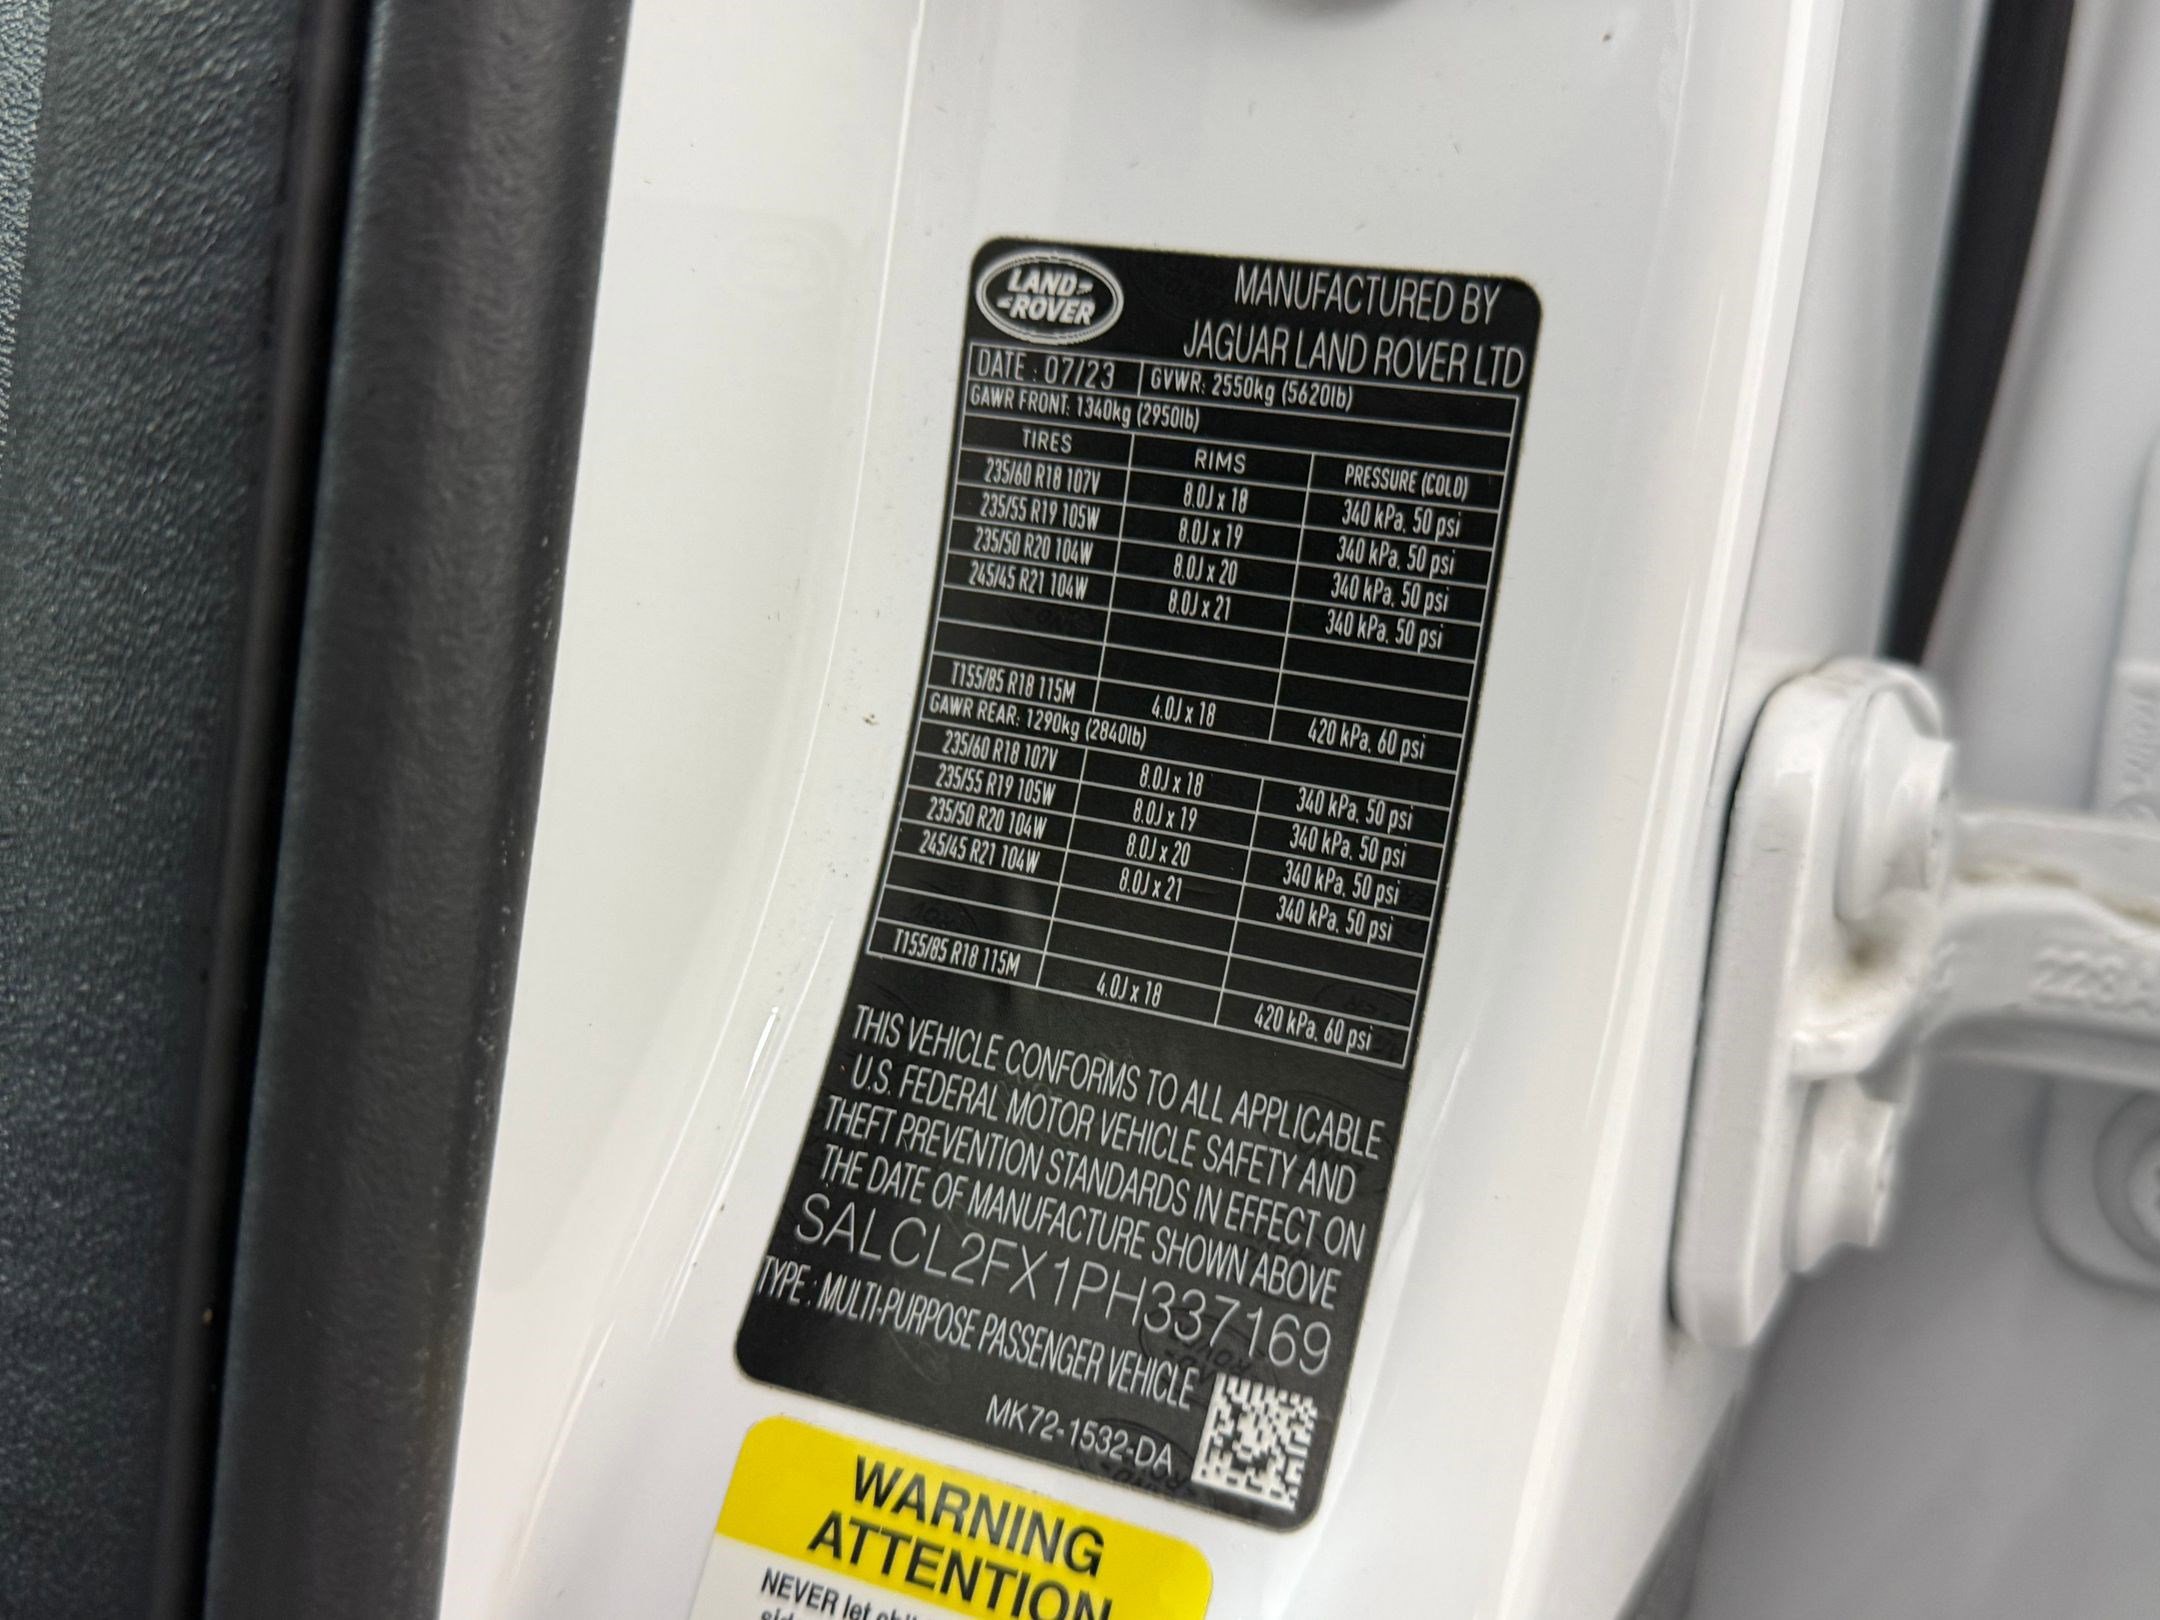 LAND-
-ROVER
MANUFACTURED BY
JAGUAR LAND ROVER LTD
DATE : 07/23 GVWR: 2550kg (5620lb)
GAWR FRONT: 1340kg (2950lb)
TIRES RIMS PRESSURE (COLD)
235/60 R18 107V 8.0J x 18 340 kPa, 50 psi
235/55 R19 105W 8.0J x 19 340 kPa, 50 psi
235/50 R20 104W 8.0J x 20 340 kPa, 50 psi
245/45 R21 104W 8.0J x 21 340 kPa, 50 psi
T155/85 R18 115M 4.0J x 18 420 kPa, 60 psi
GAWR REAR: 1290kg (2840lb)
235/60 R18 107V 8.0J x 18 340 kPa, 50 psi
235/55 R19 105W 8.0J x 19 340 kPa, 50 psi
235/50 R20 104W 8.0J x 20 340 kPa, 50 psi
245/45 R21 104W 8.0J x 21 340 kPa, 50 psi
T155/85 R18 115M 4.0J x 18 420 kPa, 60 psi
THIS VEHICLE CONFORMS TO ALL APPLICABLE
U.S. FEDERAL MOTOR VEHICLE SAFETY AND
THEFT PREVENTION STANDARDS IN EFFECT ON
THE DATE OF MANUFACTURE SHOWN ABOVE
SALCL2FX1PH337169
TYPE : MULTI-PURPOSE PASSENGER VEHICLE
MK72-1532-DA
WARNING
ATTENTION
NEVER let